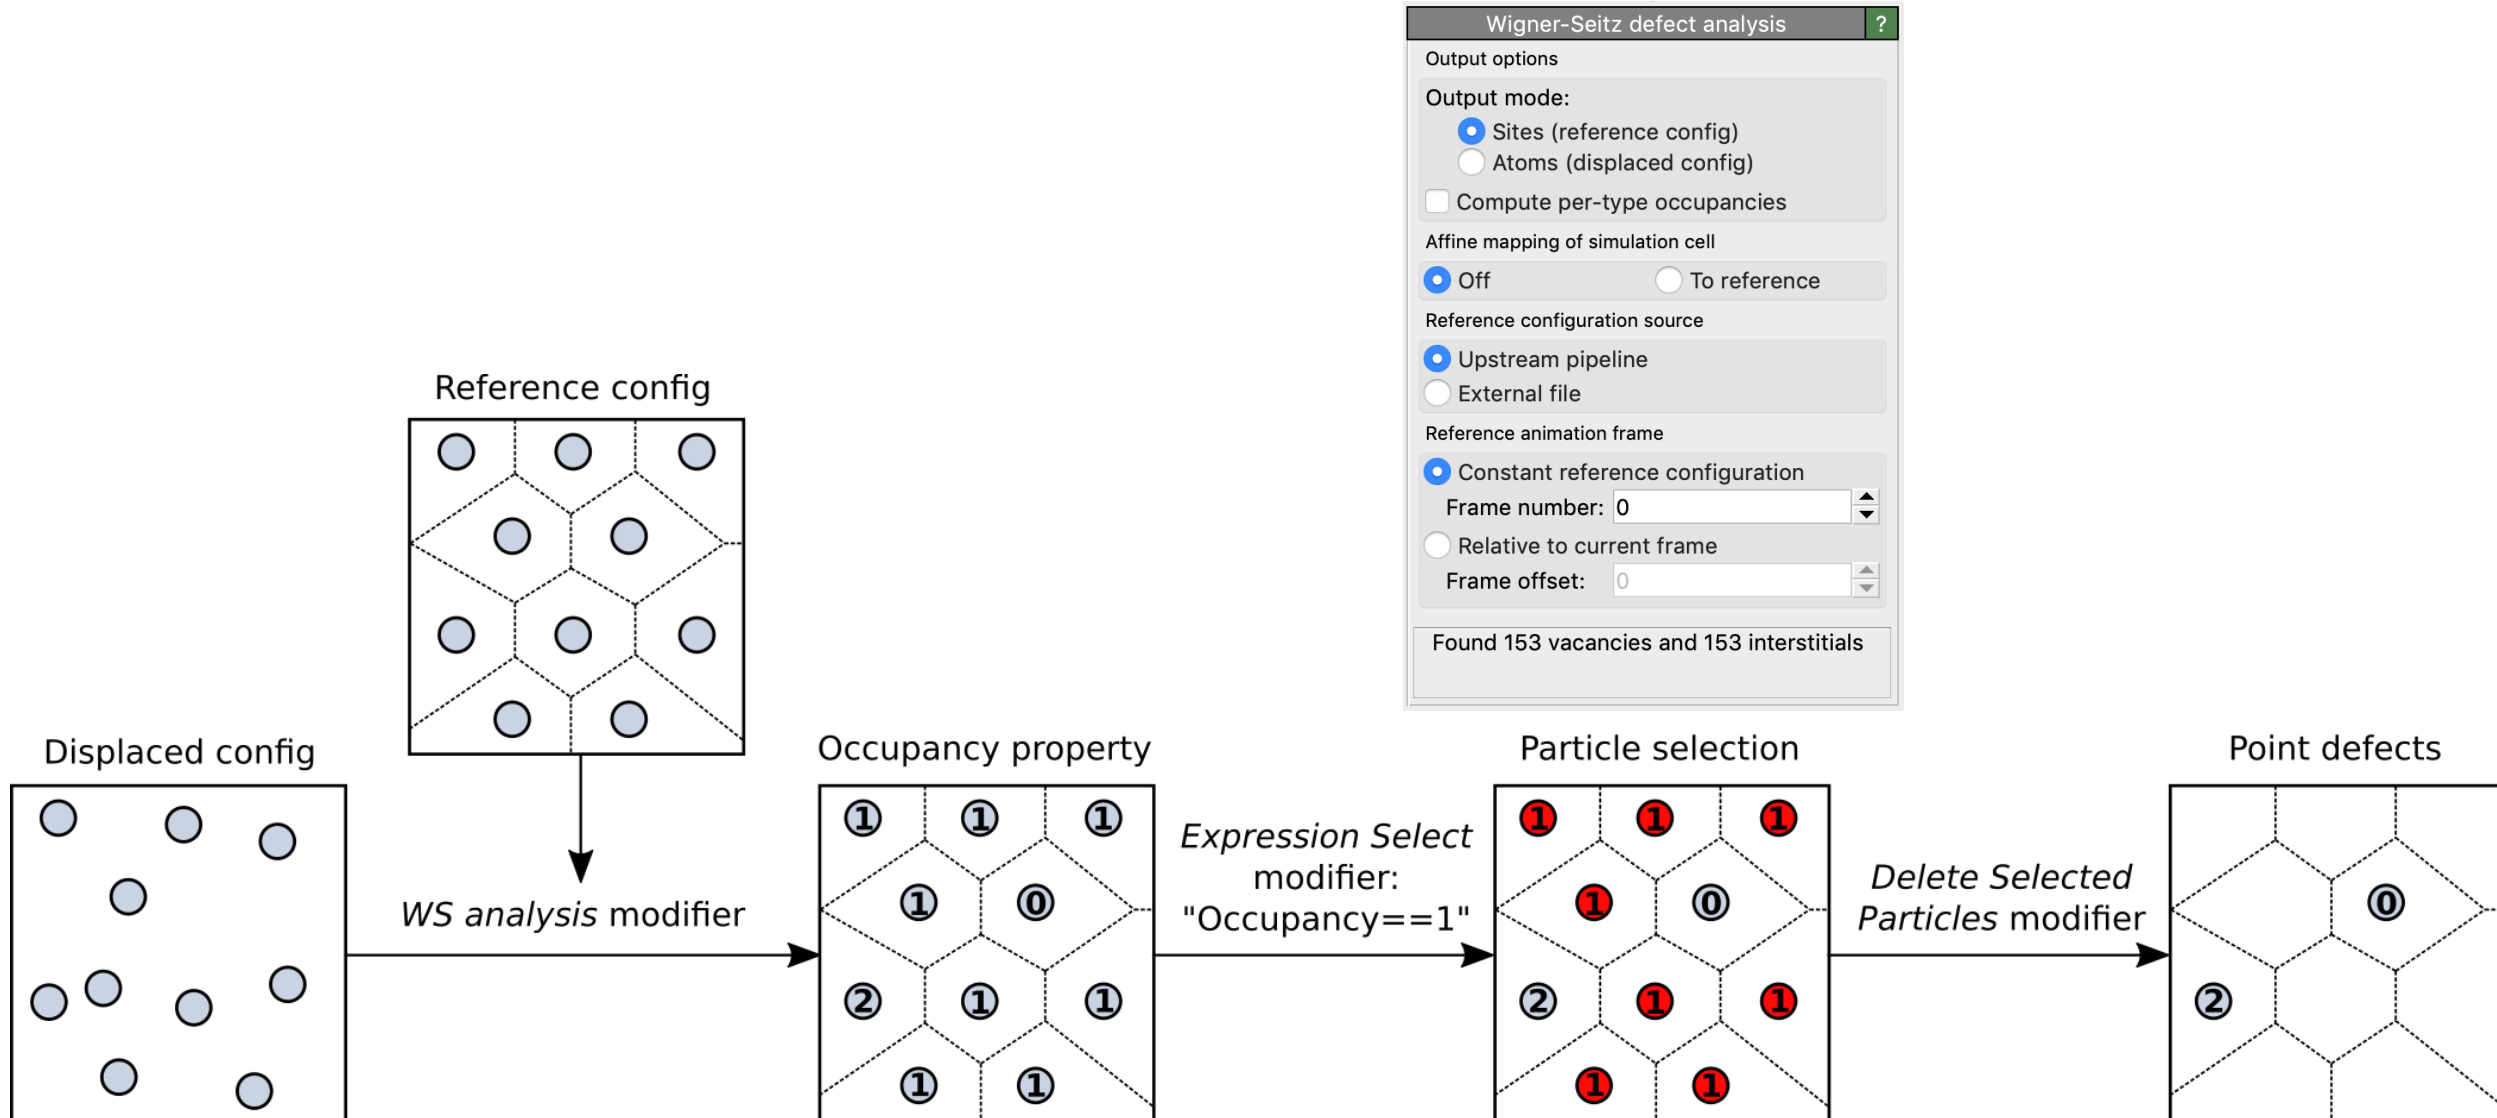 Wigner-Seitz defect analysis ?
Output options
Output mode:
Sites (reference config)
Atoms (displaced config)
Compute per-type occupancies
Affine mapping of simulation cell
Off To reference
Reference configuration source
Upstream pipeline
External file
Reference animation frame
Constant reference configuration
Frame number: 0
Relative to current frame
Frame offset: 0
Found 153 vacancies and 153 interstitials
Reference config
Displaced config
WS analysis modifier
Occupancy property
1 1 1
1 0
2 1 1
1 1
Expression Select
modifier:
"Occupancy==1"
Particle selection
1 1 1
1 0
2 1 1
1 1
Delete Selected
Particles modifier
Point defects
0
2